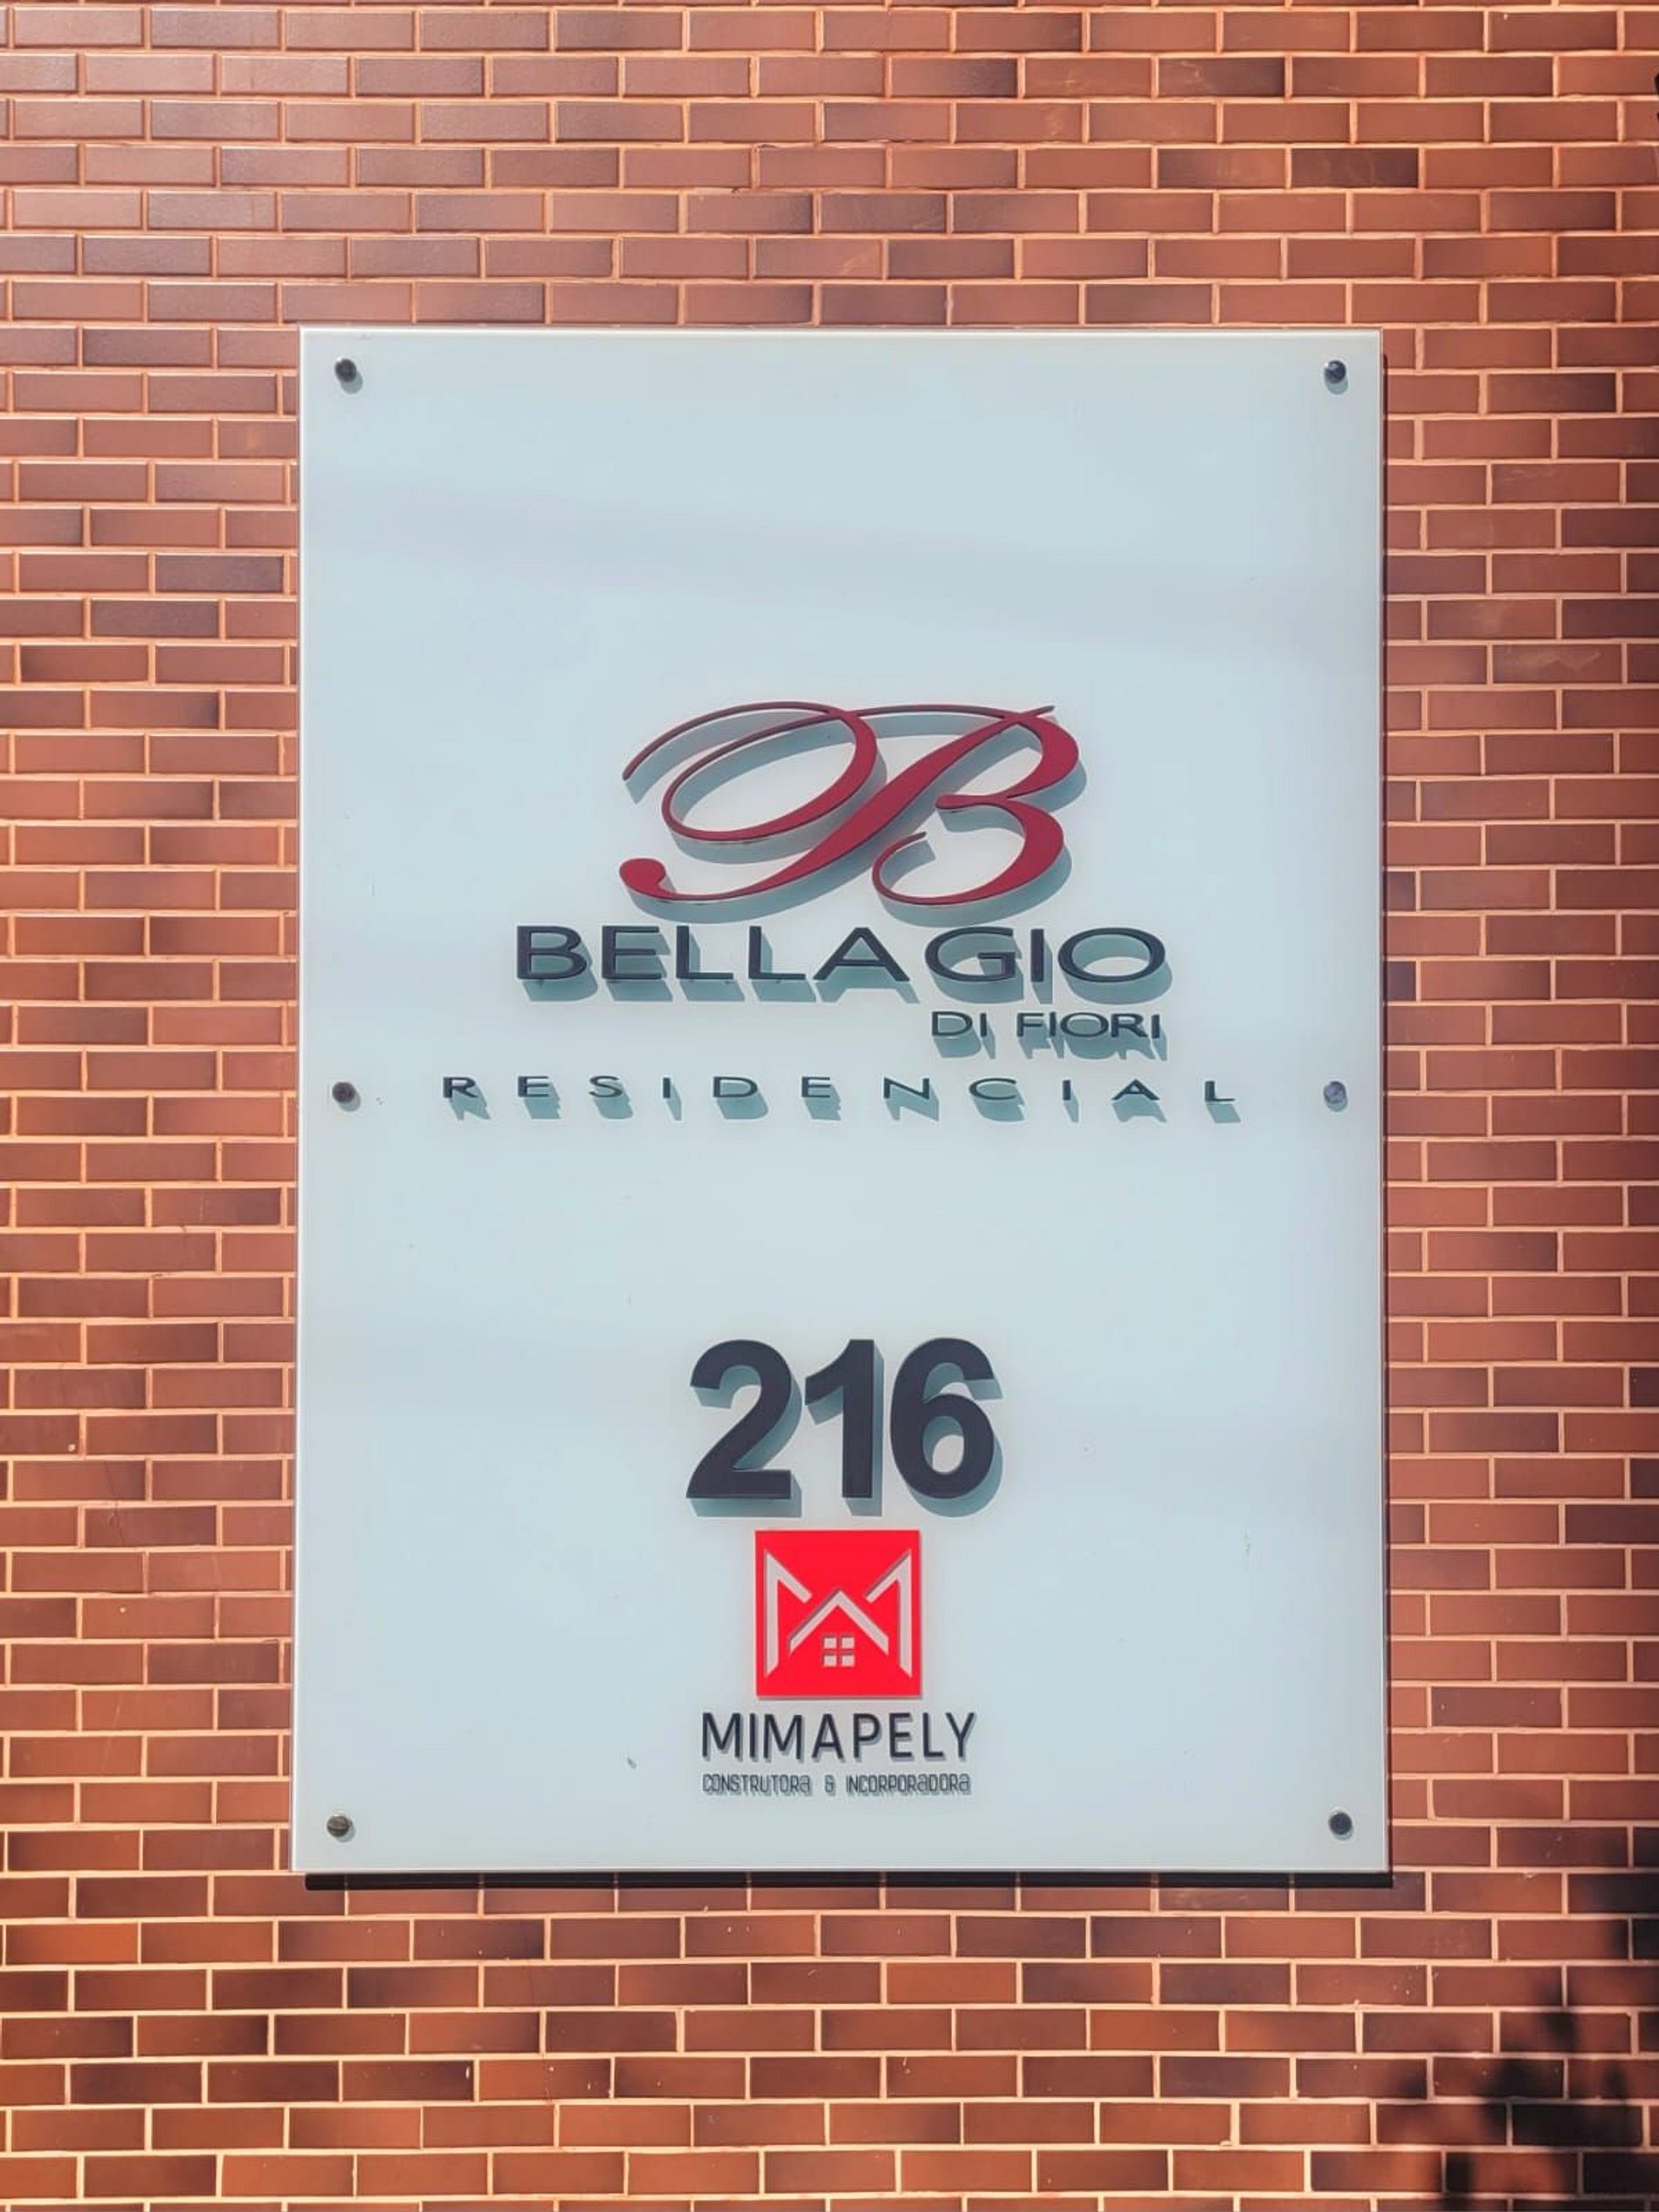 B
BELLAGIO
DI FIORI
RESIDENCIAL
216
MIMAPELY
CONSTRUTORA & INCORPORADORA